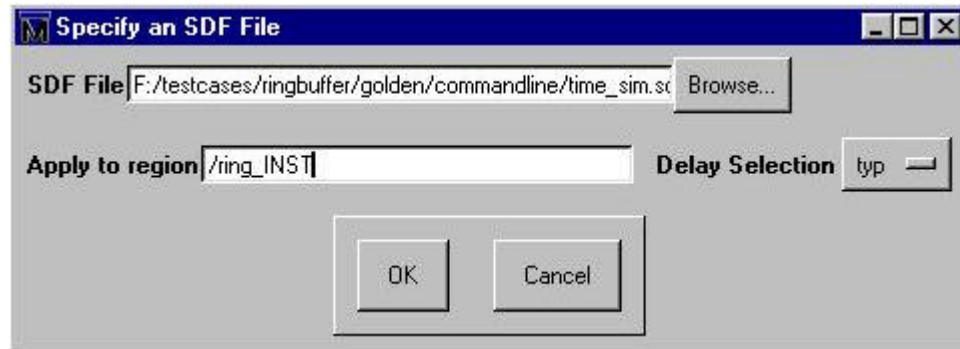 Specify an SDF File
SDF File F:/testcases/ringbuffer/golden/commandline/time_sim.sd Browse...
Apply to region /ring_INST Delay Selection typ
OK Cancel